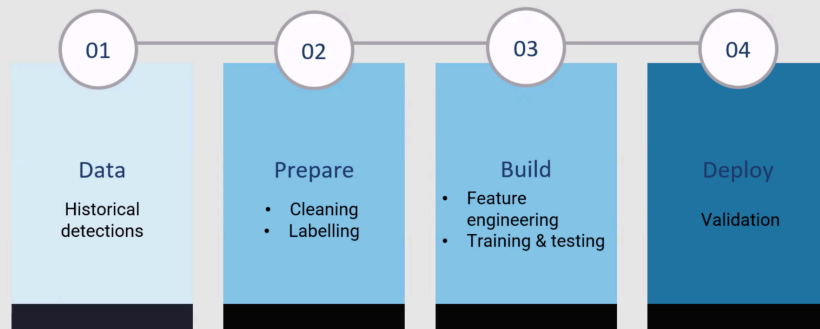 01
02
03
04
Data
Historical
detections
Prepare
• Cleaning
• Labelling
Build
• Feature
engineering
• Training & testing
Deploy
Validation